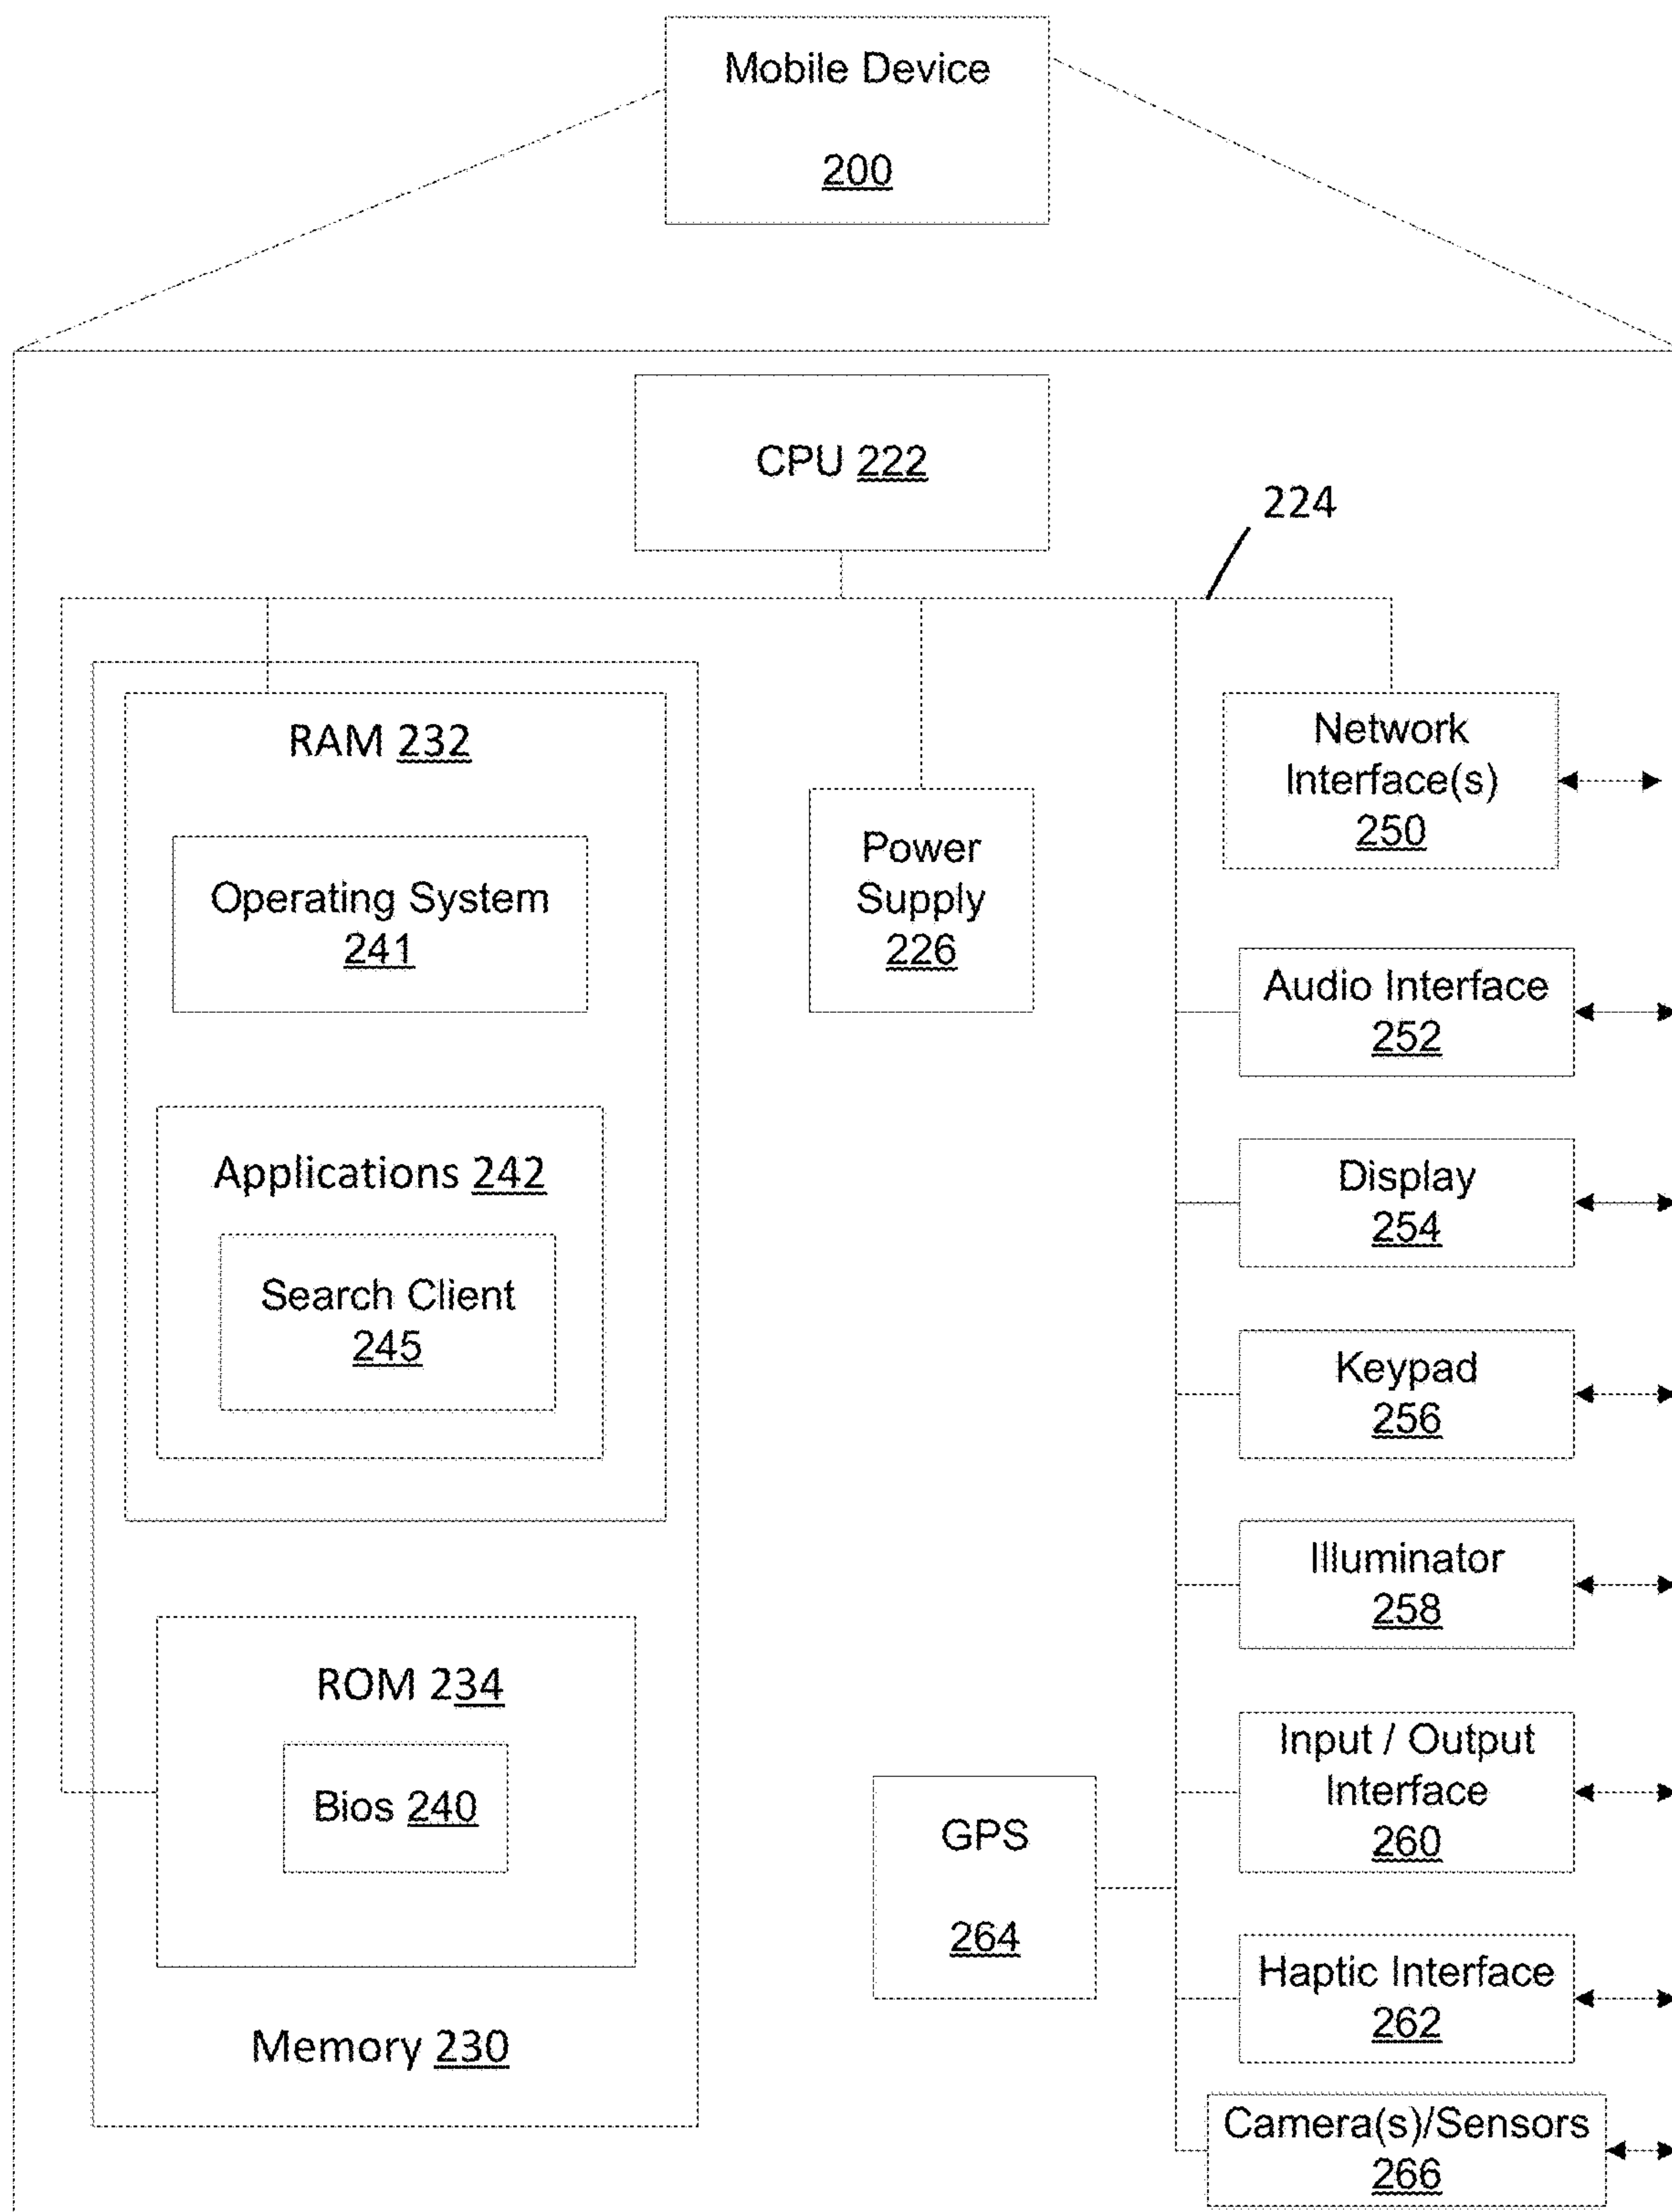 Mobile Device
200
CPU 222
224
RAM 232
Operating System
241
Applications 242
Search Client
245
ROM 234
Bios 240
Memory 230
Power
Supply
226
GPS
264
Network
Interface(s)
250
Audio Interface
252
Display
254
Keypad
256
Illuminator
258
Input / Output
Interface
260
Haptic Interface
262
Camera(s)/Sensors
266